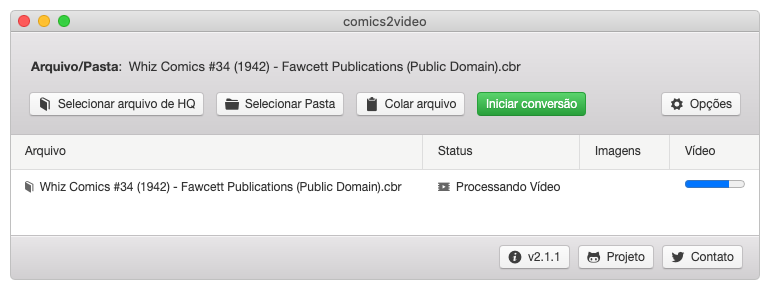 comics2video
Arquivo/Pasta: Whiz Comics #34 (1942) - Fawcett Publications (Public Domain).cbr
Selecionar arquivo de HQ Selecionar Pasta Colar arquivo Iniciar conversão Opções
Arquivo Status Imagens Vídeo
Whiz Comics #34 (1942) - Fawcett Publications (Public Domain).cbr Processando Vídeo
v2.1.1 Projeto Contato